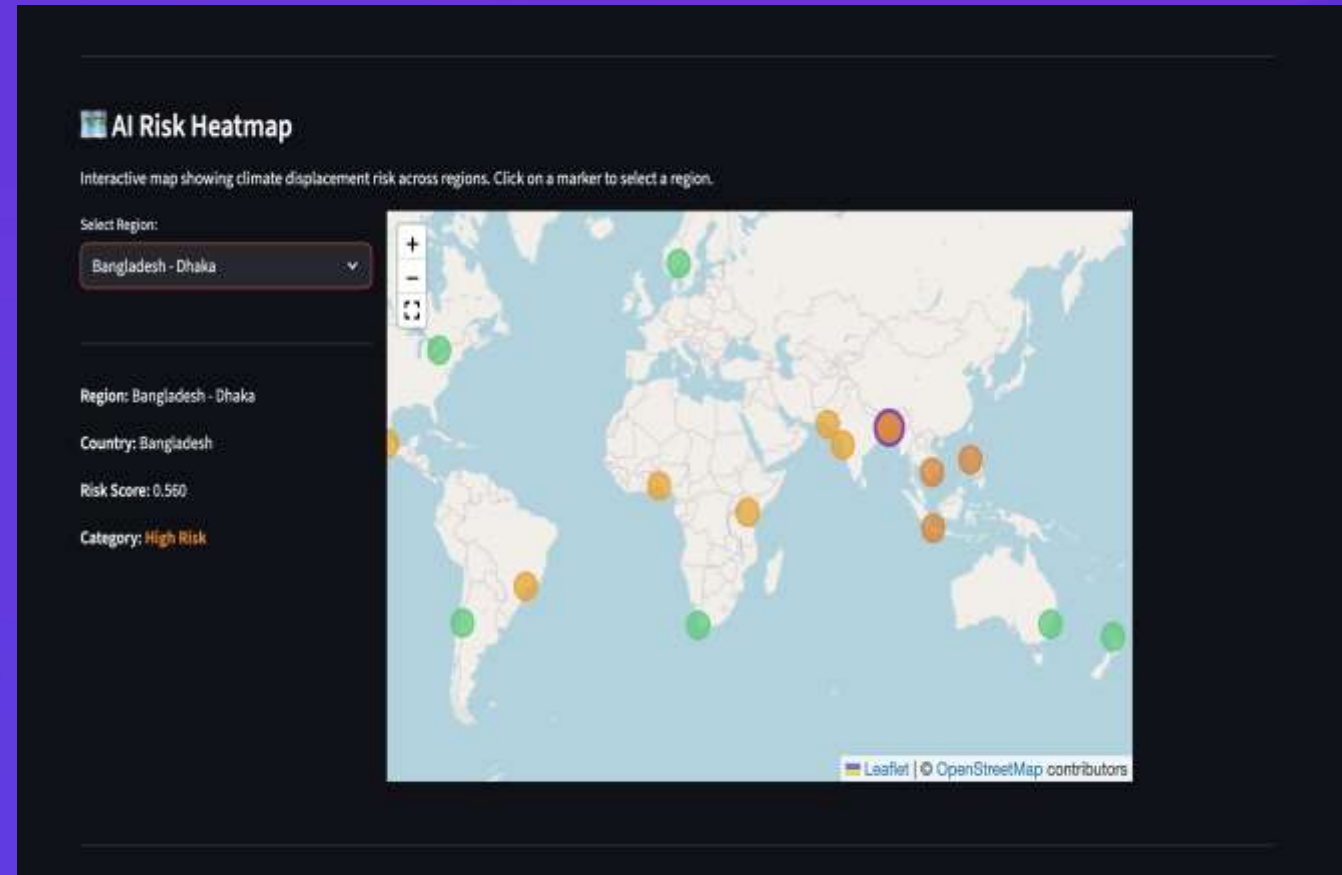 AI Risk Heatmap
Interactive map showing climate displacement risk across regions. Click on a marker to select a region.
Select Region:
Bangladesh - Dhaka
+
−
Region: Bangladesh - Dhaka
Country: Bangladesh
Risk Score: 0.560
Category: High Risk
Leaflet | © OpenStreetMap contributors